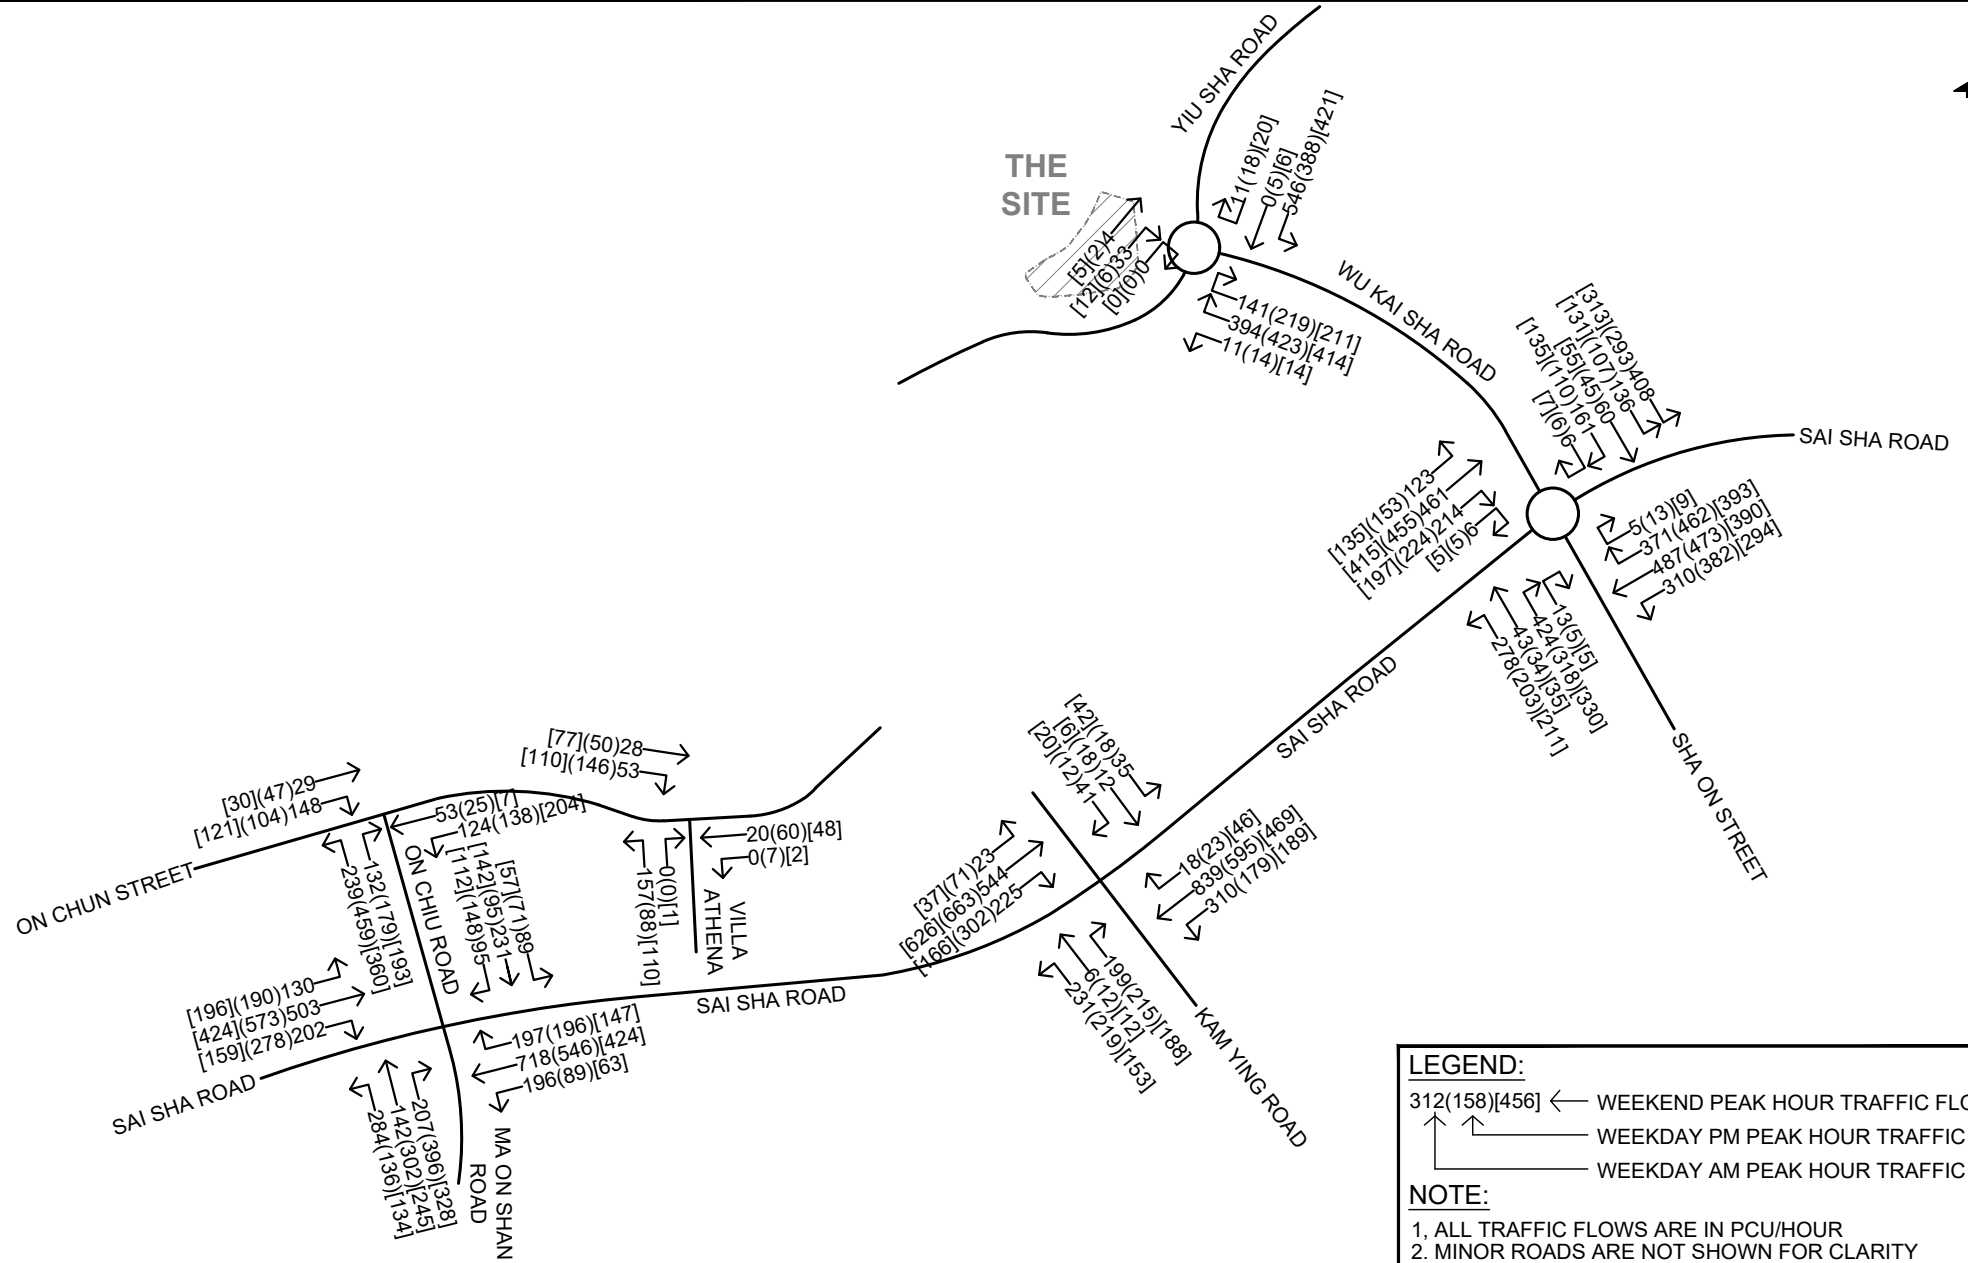 YIU SHA ROAD
THE
SITE
11(18)[20]
0(5)[6]
546(388)[421]
[5](2)4
[12](6)33
[0](0)0
141(219)[211]
394(423)[414]
11(14)[14]
WU KAI SHA ROAD
[313](293)408
[131](107)136
[55](45)60
[135](110)161
[7](6)6
SAI SHA ROAD
[135](153)123
[415](455)461
[197](224)214
[5](5)6
5(13)[9]
371(462)[393]
487(473)[390]
310(382)[294]
13(5)[5]
424(318)[330]
43(34)[35]
278(203)[211]
SAI SHA ROAD
SHA ON STREET
[42](18)35
[6](18)12
[20](12)41
[37](71)23
[626](663)544
[166](302)225
18(23)[46]
839(595)[469]
310(179)[189]
199(215)[188]
6(12)[12]
231(219)[153]
KAM YING ROAD
[77](50)28
[110](146)53
20(60)[48]
0(7)[2]
0(0)[1]
157(88)[110]
VILLA
ATHENA
[30](47)29
[121](104)148
53(25)[7]
124(138)[204]
132(179)[193]
239(459)[360]
ON CHUN STREET
ON CHIU ROAD
[57](71)89
[142](95)231
[112](148)95
[196](190)130
[424](573)503
[159](278)202
SAI SHA ROAD
197(196)[147]
718(546)[424]
196(89)[63]
SAI SHA ROAD
207(396)[328]
142(302)[245]
284(136)[134]
MA ON SHAN
ROAD
LEGEND:
312(158)[456]
WEEKEND PEAK HOUR TRAFFIC FLO
WEEKDAY PM PEAK HOUR TRAFFIC
WEEKDAY AM PEAK HOUR TRAFFIC
NOTE:
1, ALL TRAFFIC FLOWS ARE IN PCU/HOUR
2. MINOR ROADS ARE NOT SHOWN FOR CLARITY